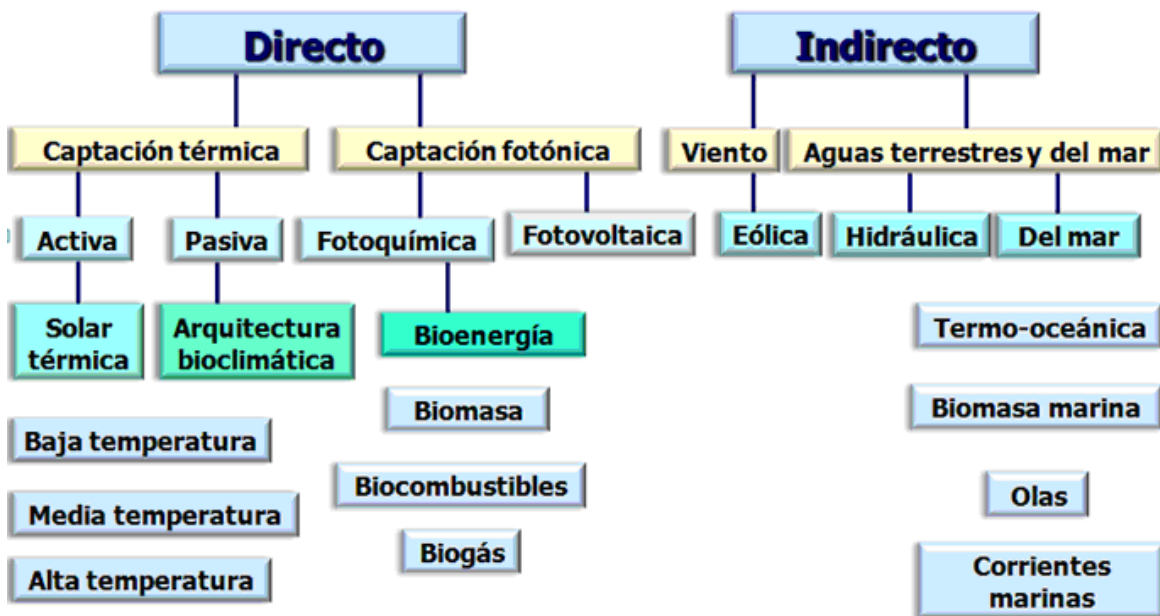 Directo
Indirecto
Captación térmica
Captación fotónica
Viento
Aguas terrestres y del mar
Activa
Pasiva
Fotoquímica
Fotovoltaica
Eólica
Hidráulica
Del mar
Solar
térmica
Arquitectura
bioclimática
Bioenergía
Termo-oceánica
Biomasa
Biomasa marina
Baja temperatura
Biocombustibles
Olas
Media temperatura
Biogás
Alta temperatura
Corrientes
marinas